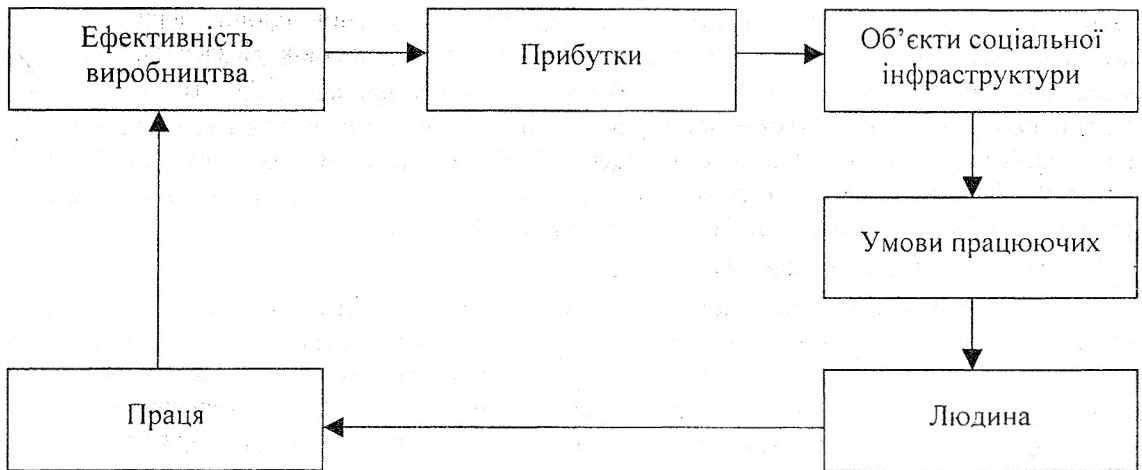 Ефективність
виробництва
Прибутки
Об’єкти соціальної
інфраструктури
Умови працюючих
Праця
Людина